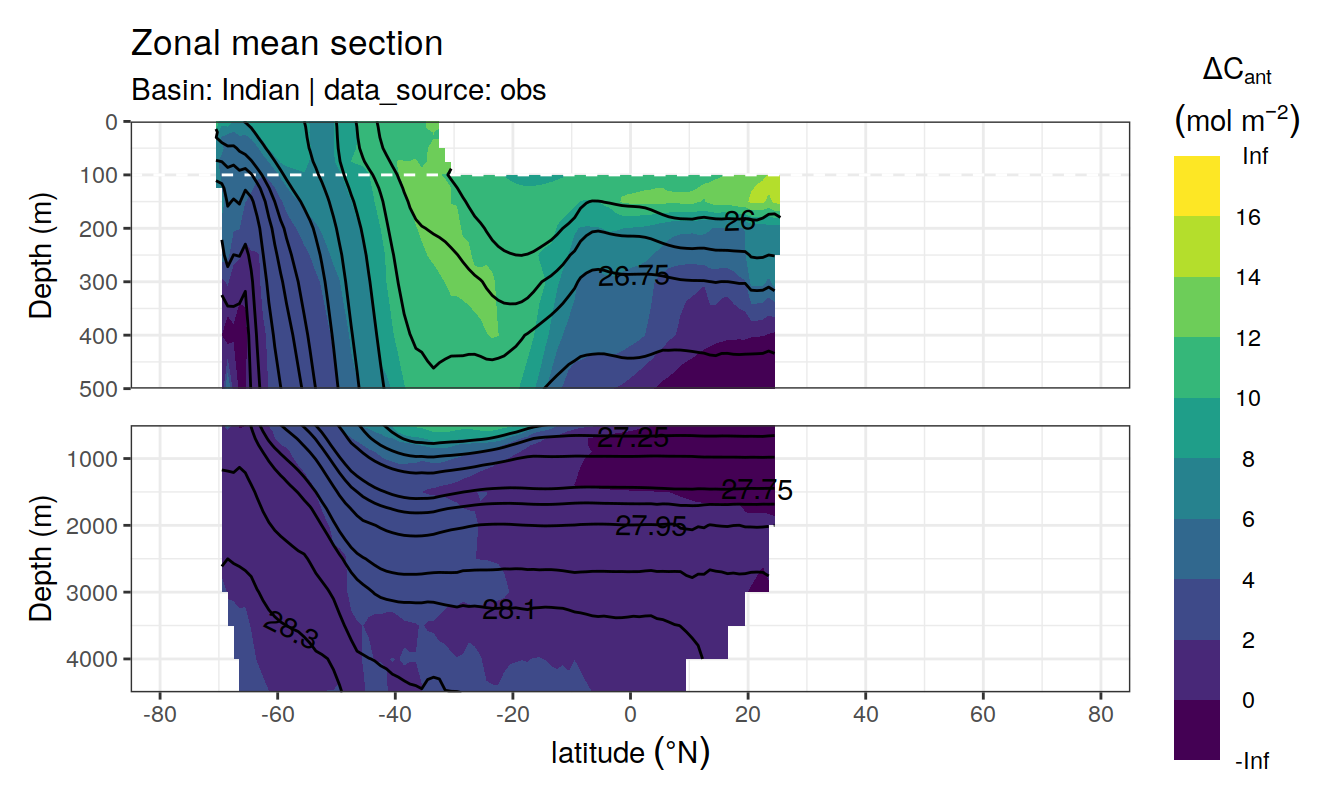 Zonal mean section
Basin: Indian | data_source: obs
ΔC_ant
(mol m⁻²)
Inf
16
14
12
10
8
6
4
2
0
-Inf
Depth (m)
0
100
200
300
400
500
26
26.75
Depth (m)
1000
2000
3000
4000
27.25
27.75
27.95
28.1
28.3
-80 -60 -40 -20 0 20 40 60 80
latitude (°N)